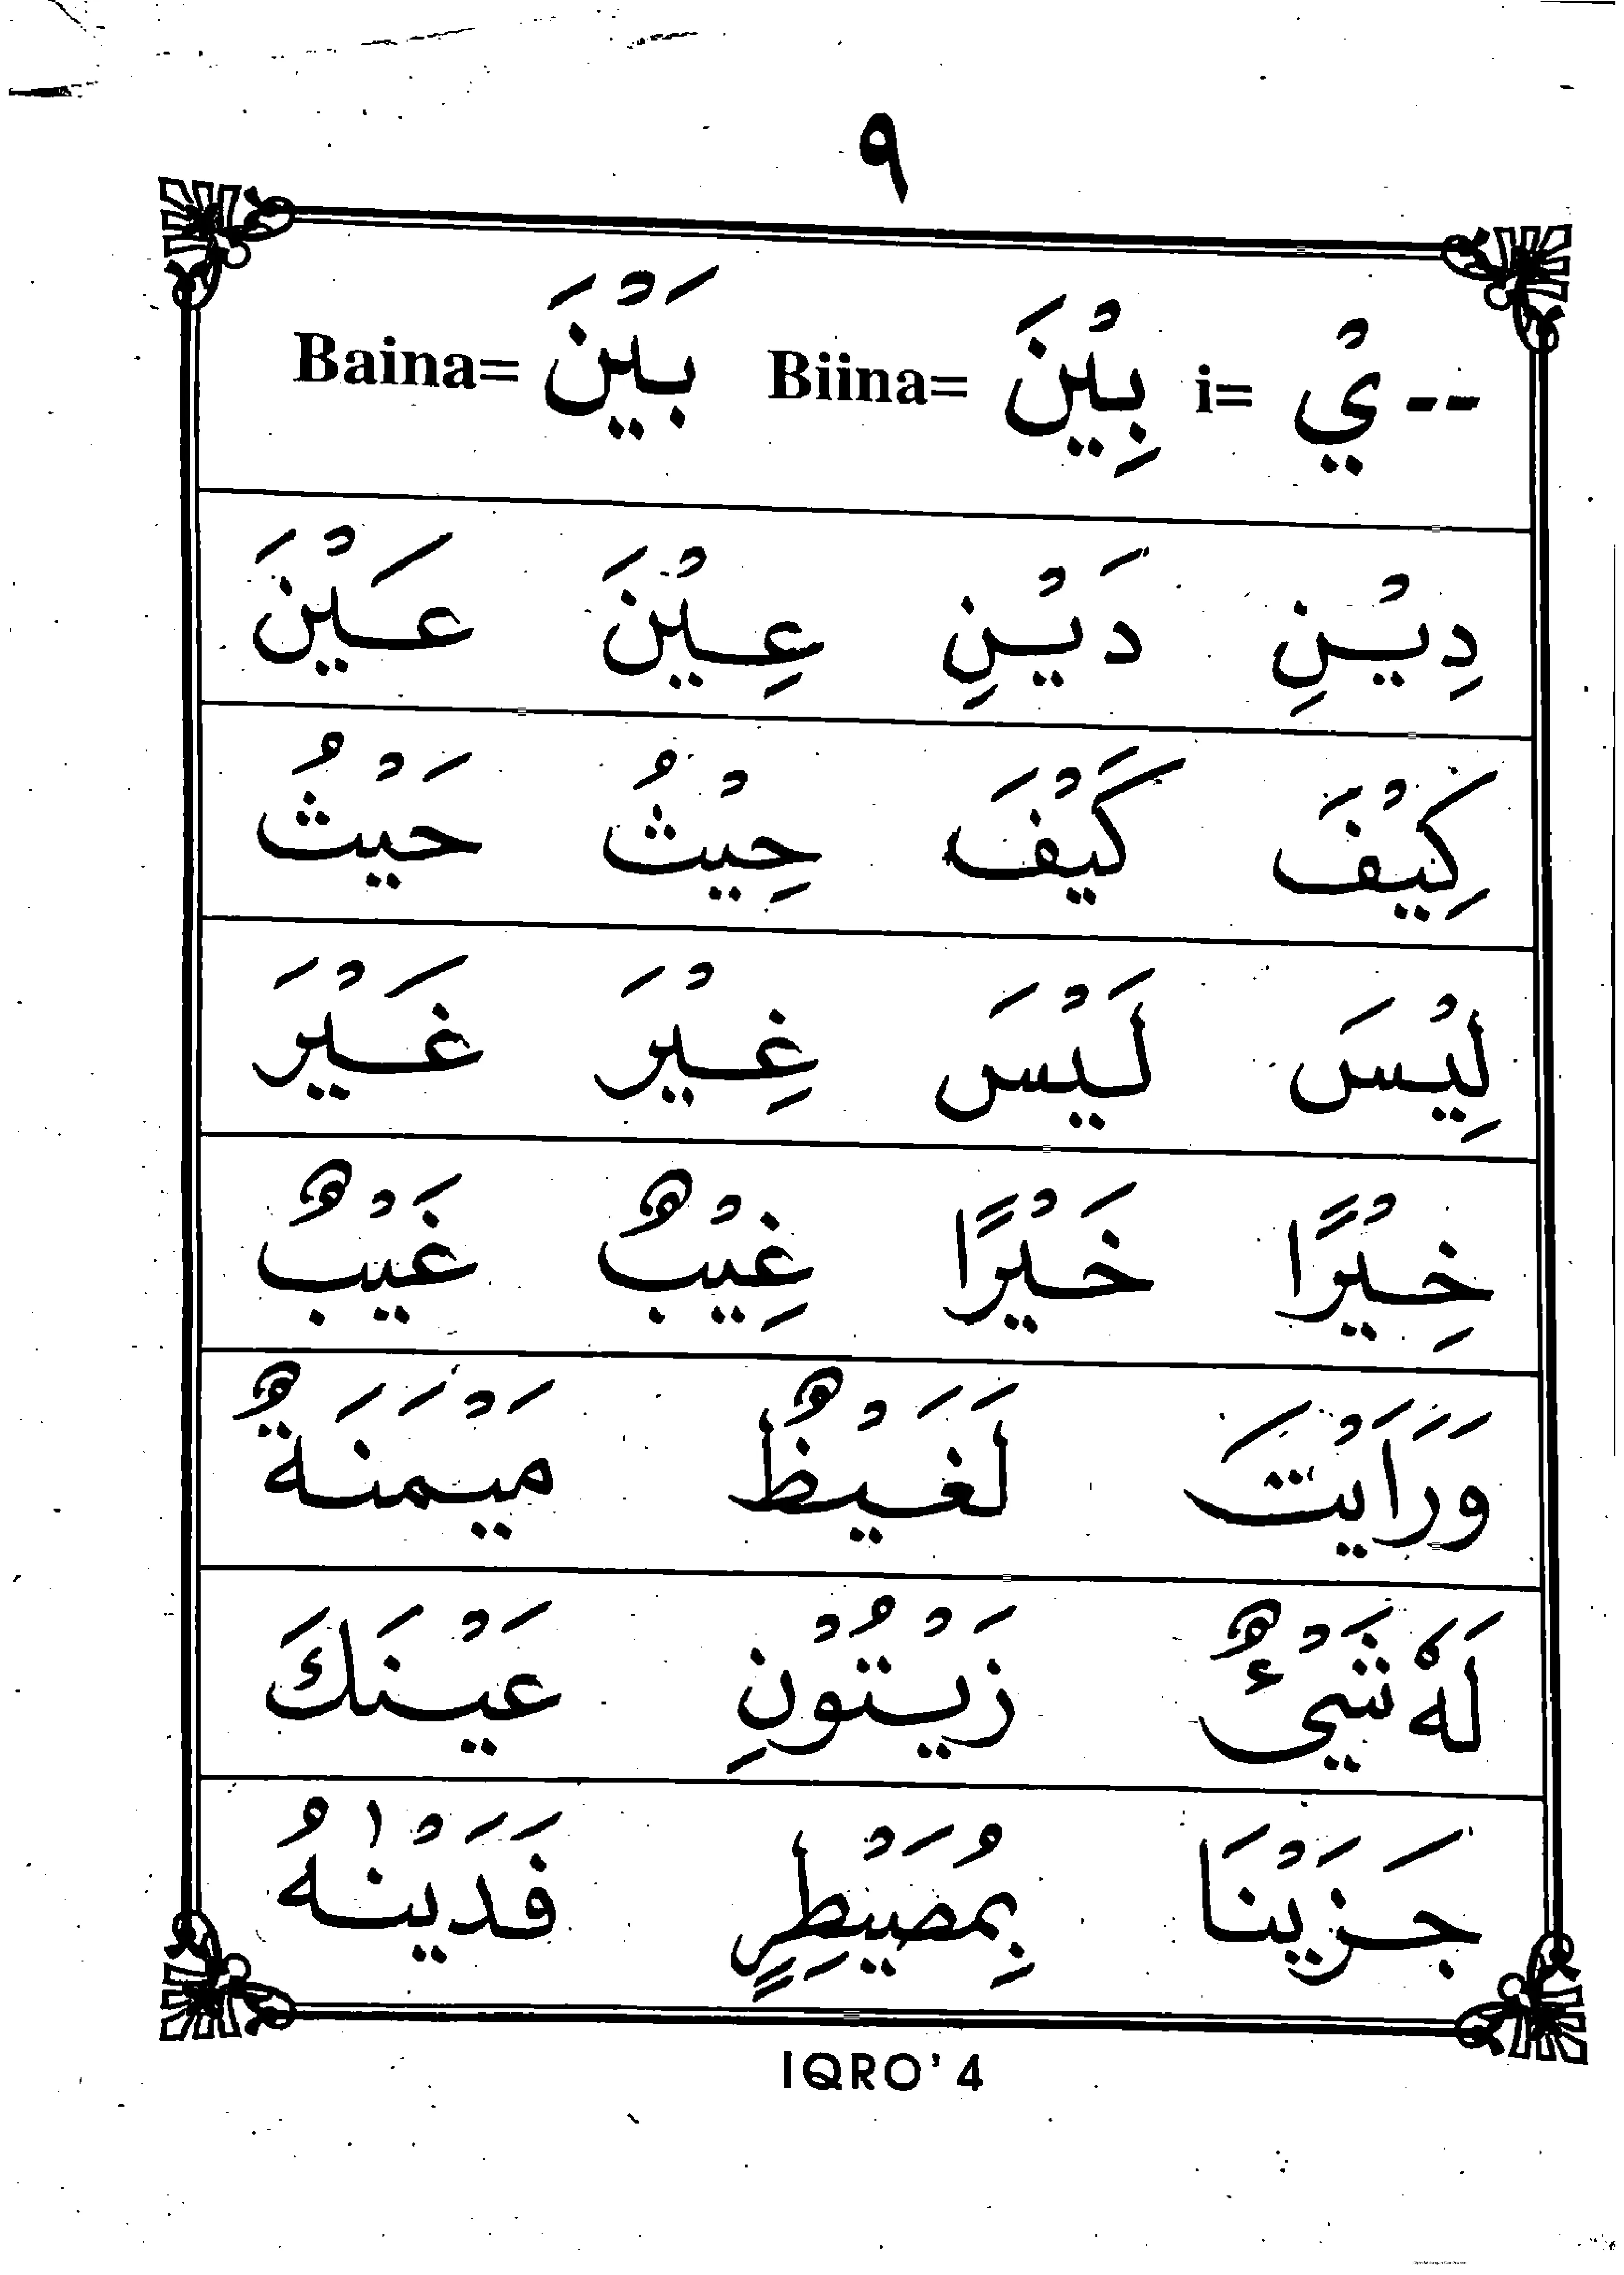 ٩
--يْ =i بِيْنَ =Biina بَيْنَ =Baina
دِيْنِ دَيْنِ عِيْنَ عَيْنَ
كِيْفَ كَيْفَ حِيْثُ حَيْثُ
لِيْسَ لَيْسَ غِيْرَ غَيْرَ
خِيْرًا خَيْرًا غِيْبٌ غَيْبٌ
وَرَاَيْتَ لَغَيْظٌ مَيْمَنَةٌ
لَهٗ شَيْءٌ زَيْتُوْنِ عَيْنَكَ
جَزَيْنَا بِمُصَيْطِرٍ فَدَيْنٰهُ
IQRO' 4